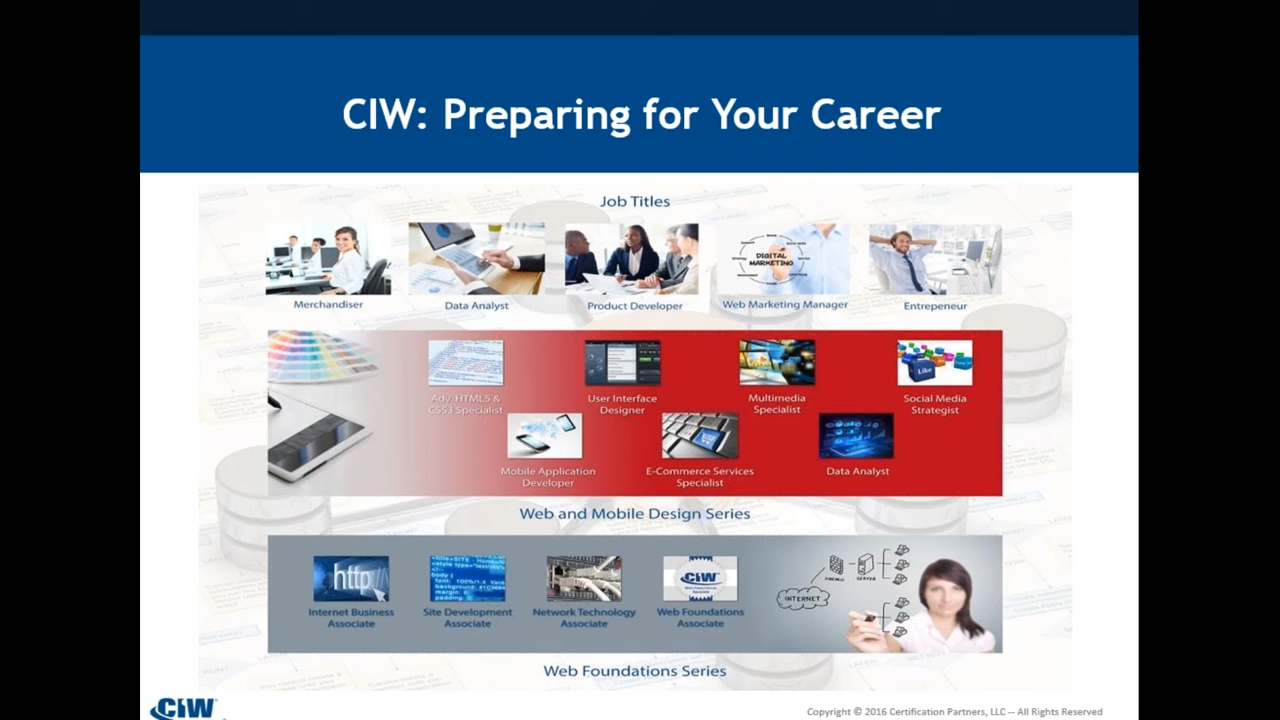 CIW: Preparing for Your Career
Job Titles
DIGITAL
MARKETING
Merchandiser
Data Analyst
Product Developer
Web Marketing Manager
Entrepeneur
Like
Adv. HTML5 &
CSS3 Specialist
User Interface
Designer
Multimedia
Specialist
Social Media
Strategist
Mobile Application
Developer
E-Commerce Services
Specialist
Data Analyst
Web and Mobile Design Series
http
CIW
INTERNET
FIREWALL
SERVER
Internet Business
Associate
Site Development
Associate
Network Technology
Associate
Web Foundations
Associate
Web Foundations Series
CIW
Copyright © 2016 Certification Partners, LLC -- All Rights Reserved